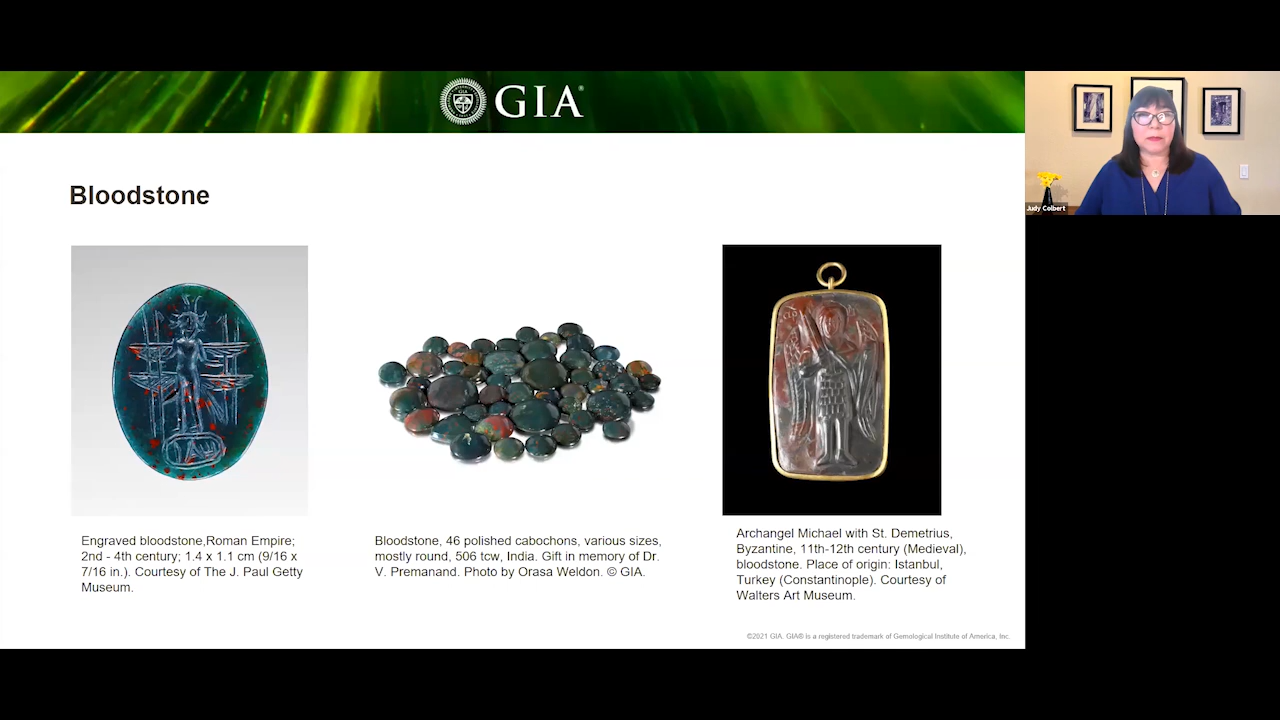 GIA
Judy Colbert
Bloodstone
Engraved bloodstone,Roman Empire;
2nd - 4th century; 1.4 x 1.1 cm (9/16 x
7/16 in.). Courtesy of The J. Paul Getty
Museum.
Bloodstone, 46 polished cabochons, various sizes,
mostly round, 506 tcw, India. Gift in memory of Dr.
V. Premanand. Photo by Orasa Weldon. © GIA.
Archangel Michael with St. Demetrius,
Byzantine, 11th-12th century (Medieval),
bloodstone. Place of origin: Istanbul,
Turkey (Constantinople). Courtesy of
Walters Art Museum.
©2021 GIA. GIA® is a registered trademark of Gemological Institute of America, Inc.